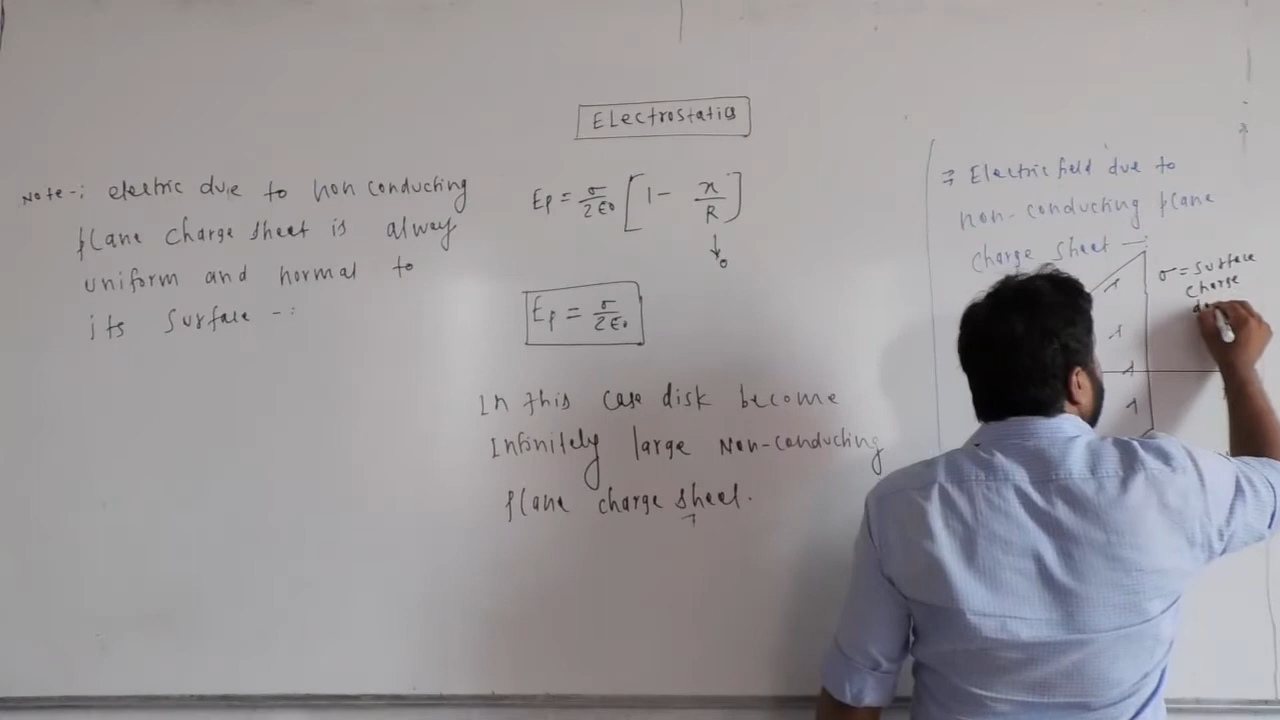 Electrostatics
Note-: electric due to non conducting
plane charge sheet is alway
uniform and normal to
its surface -:
Ep = σ/2ε₀ [1 - x/R]
↓
0
Ep = σ/2ε₀
In this case disk become
Infinitely large Non-conducting
plane charge sheet.
⇒ Electric field due to
non-conducting plane
charge sheet
σ = Surface
charge